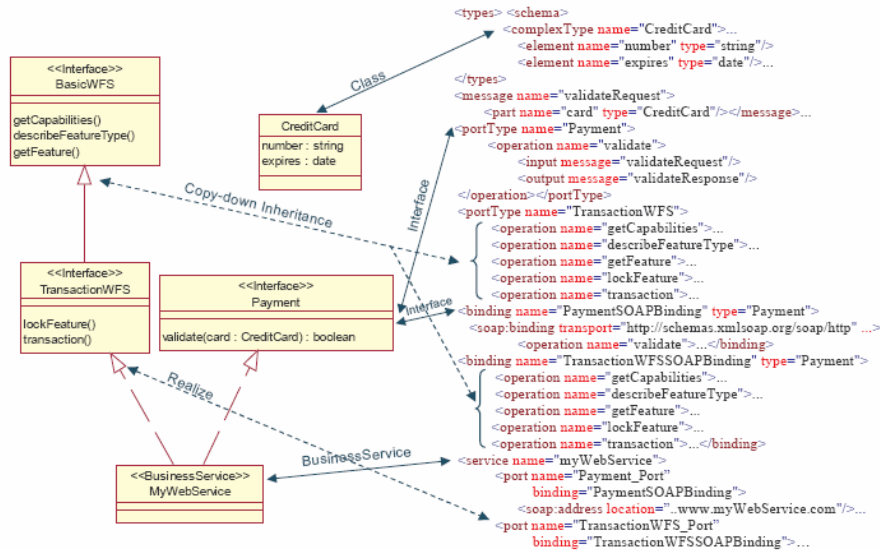 <<Interface>>
BasicWFS
getCapabilities()
describeFeatureType()
getFeature()
CreditCard
number : string
expires : date
<<Interface>>
TransactionWFS
lockFeature()
transaction()
<<Interface>>
Payment
validate(card : CreditCard) : boolean
<<BusinessService>>
MyWebService
Class
Copy-down Inheritance
Interface
Interface
Realize
BusinessService
<types> <schema>
<complexType name="CreditCard">...
<element name="number" type="string"/>
<element name="expires" type="date"/>...
</types>
<message name="validateRequest">
<part name="card" type="CreditCard"/></message>...
<portType name="Payment">
<operation name="validate">
<input message="validateRequest"/>
<output message="validateResponse"/>
</operation></portType>
<portType name="TransactionWFS">
<operation name="getCapabilities">...
<operation name="describeFeatureType">...
<operation name="getFeature">...
<operation name="lockFeature">...
<operation name="transaction">...
<binding name="PaymentSOAPBinding" type="Payment">
<soap:binding transport="http://schemas.xmlsoap.org/soap/http" ...>
<operation name="validate">...</binding>
<binding name="TransactionWFSSOAPBinding" type="Payment">
<operation name="getCapabilities">...
<operation name="describeFeatureType">...
<operation name="getFeature">...
<operation name="lockFeature">...
<operation name="transaction">...</binding>
<service name="myWebService">
<port name="Payment_Port"
binding="PaymentSOAPBinding">
<soap:address location="..www.myWebService.com"/>...
<port name="TransactionWFS_Port"
binding="TransactionWFSSOAPBinding">...